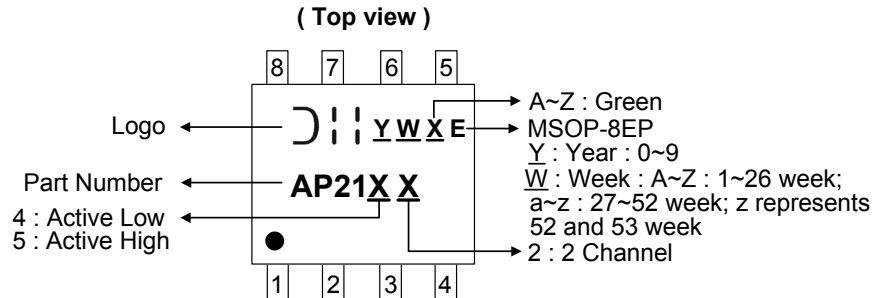 ( Top view )
8 7 6 5
Logo
Y W X E
A~Z : Green
MSOP-8EP
Y : Year : 0~9
W : Week : A~Z : 1~26 week;
a~z : 27~52 week; z represents
52 and 53 week
Part Number
AP21X X
4 : Active Low
5 : Active High
2 : 2 Channel
1 2 3 4